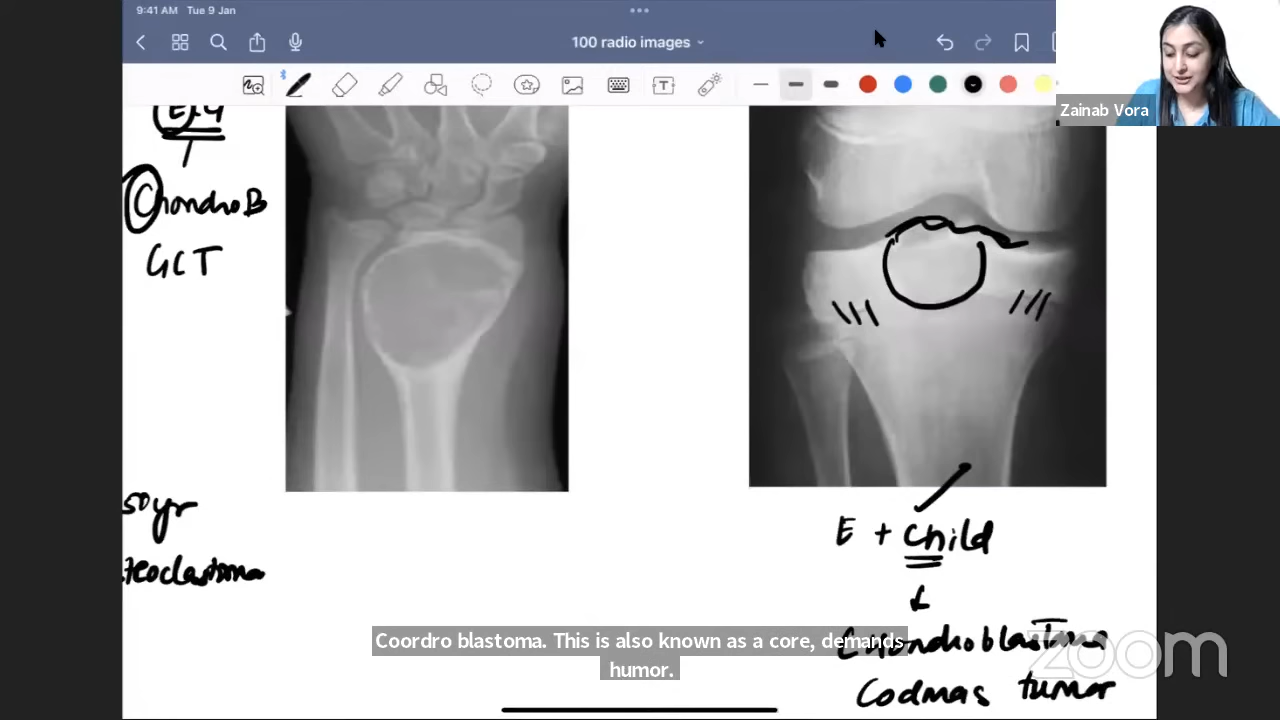 9:41 AM Tue 9 Jan
100 radio images
Zainab Vora
ChondroB
GCT
50yr
teoclastoma
E + Child
Chondroblastoma
Codmas tumor
Coordro blastoma. This is also known as a core, demands
humor.
zoom